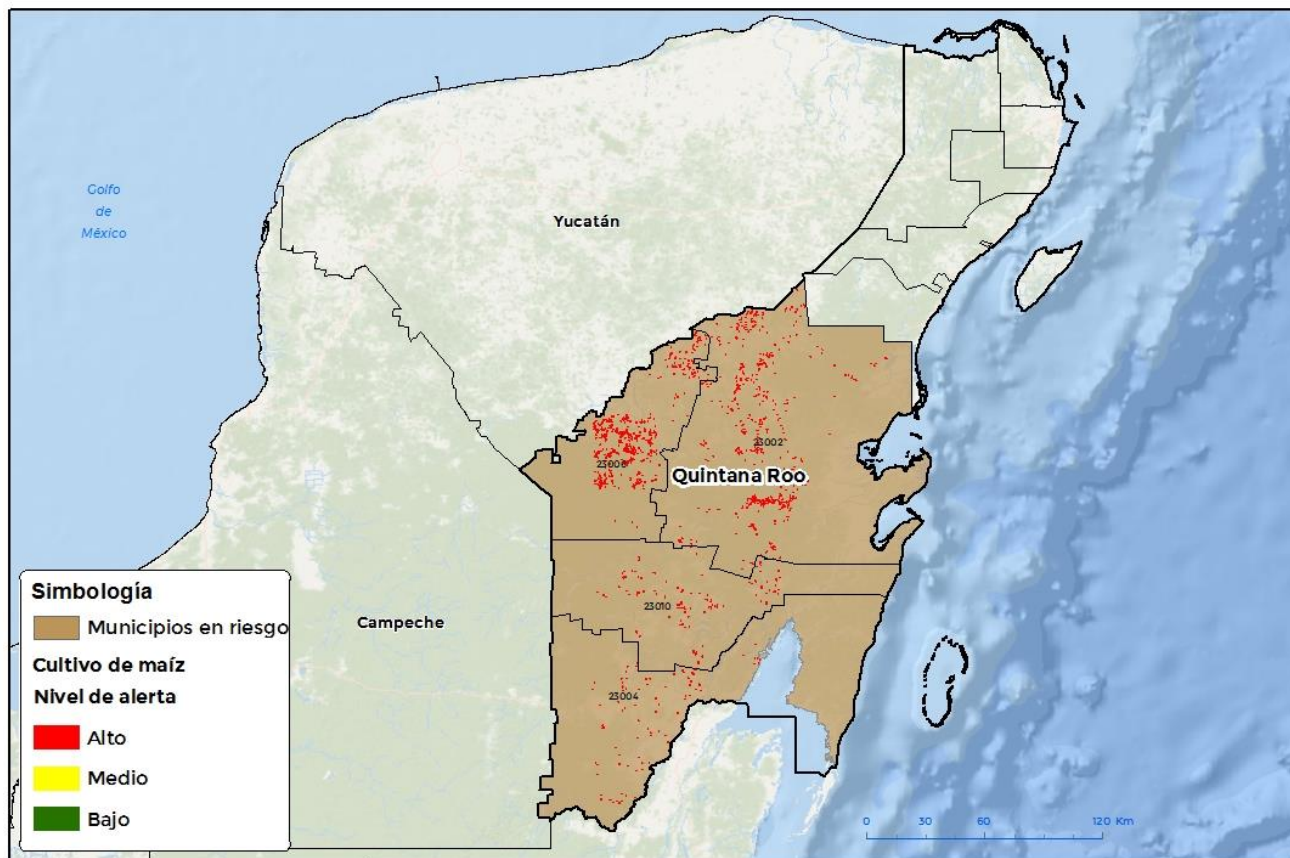 Golfo
de
México
Yucatán
23002
23006
Quintana Roo
23010
Campeche
23004
Simbología
Municipios en riesgo
Cultivo de maíz
Nivel de alerta
Alto
Medio
Bajo
0 30 60 120 Km